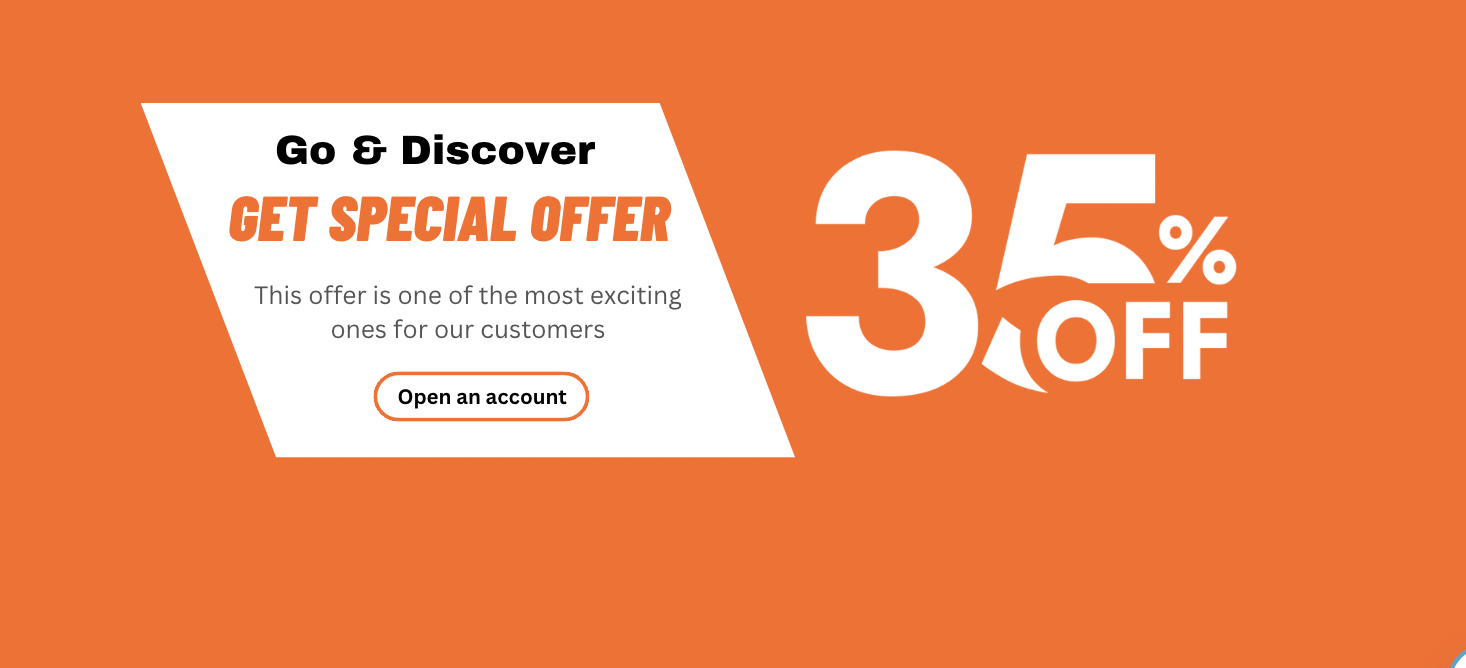 Go & Discover
GET SPECIAL OFFER
This offer is one of the most exciting
ones for our customers
Open an account
35%
OFF